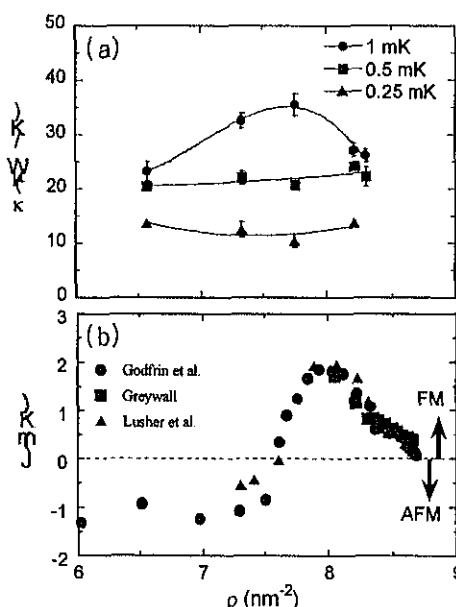 (a)
1 mK
0.5 mK
0.25 mK
50
40
30
20
10
0
κ (W/K)
(b)
Godfrin et al.
Greywall
Lusher et al.
3
2
1
0
-1
-2
J (mK)
FM
AFM
6
7
8
9
ρ (nm⁻²)